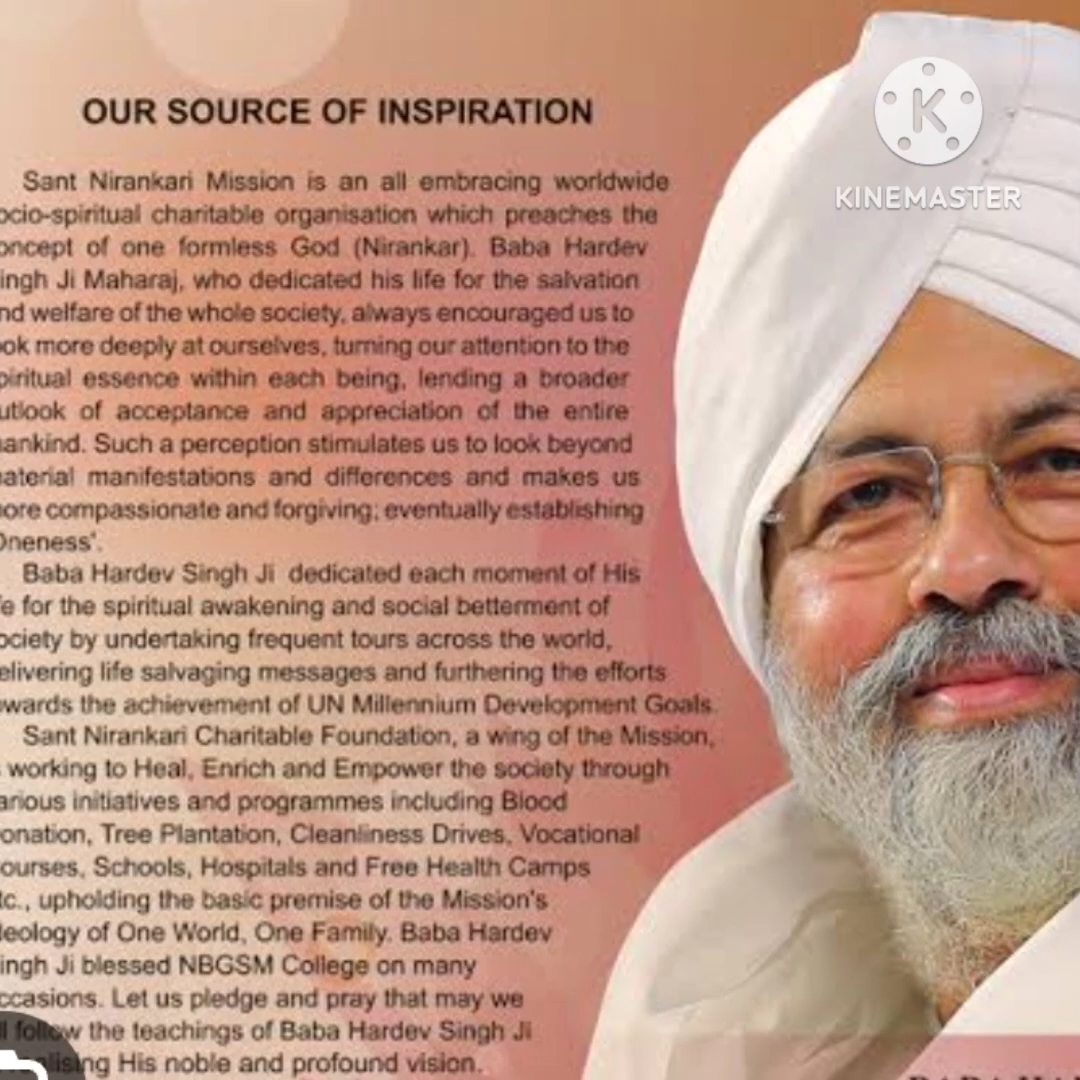 OUR SOURCE OF INSPIRATION
Sant Nirankari Mission is an all embracing worldwide
ocio-spiritual charitable organisation which preaches the
oncept of one formless God (Nirankar). Baba Hardev
ingh Ji Maharaj, who dedicated his life for the salvation
nd welfare of the whole society, always encouraged us to
ok more deeply at ourselves, turning our attention to the
piritual essence within each being, lending a broader
utlook of acceptance and appreciation of the entire
ankind. Such a perception stimulates us to look beyond
aterial manifestations and differences and makes us
ore compassionate and forgiving; eventually establishing
Oneness'.
Baba Hardev Singh Ji dedicated each moment of His
fe for the spiritual awakening and social betterment of
ociety by undertaking frequent tours across the world,
elivering life salvaging messages and furthering the efforts
owards the achievement of UN Millennium Development Goals.
Sant Nirankari Charitable Foundation, a wing of the Mission,
working to Heal, Enrich and Empower the society through
arious initiatives and programmes including Blood
onation, Tree Plantation, Cleanliness Drives, Vocational
ourses, Schools, Hospitals and Free Health Camps
tc., upholding the basic premise of the Mission's
deology of One World, One Family. Baba Hardev
ingh Ji blessed NBGSM College on many
ccasions. Let us pledge and pray that may we
ll follow the teachings of Baba Hardev Singh Ji
alising His noble and profound vision.
K
KINEMASTER